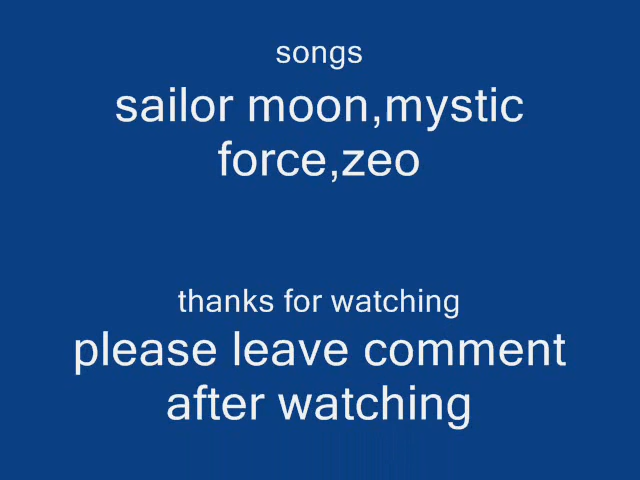 songs
sailor moon,mystic
force,zeo
thanks for watching
please leave comment
after watching